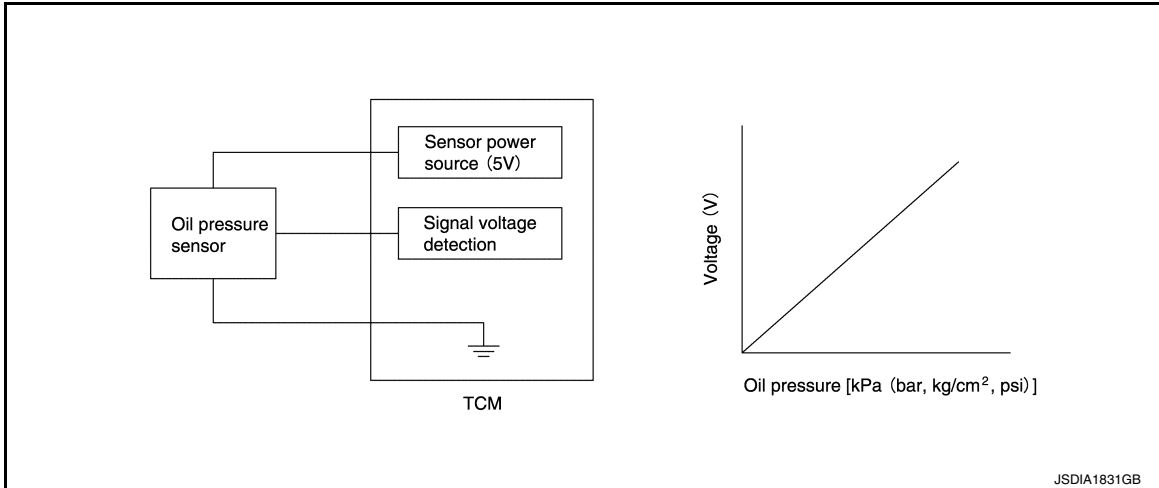 Sensor power
source (5V)
Oil pressure
sensor
Signal voltage
detection
TCM
Voltage (V)
Oil pressure [kPa (bar, kg/cm², psi)]
JSDIA1831GB